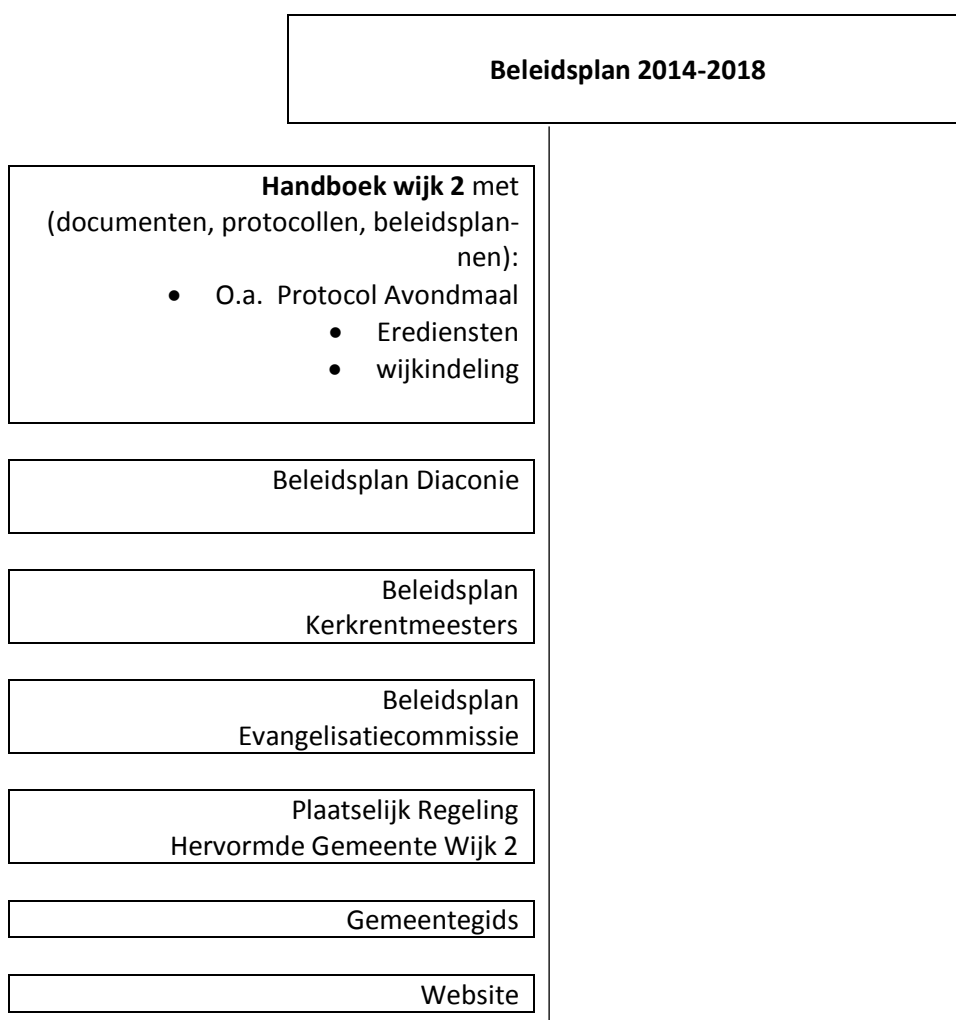 Beleidsplan 2014-2018
Handboek wijk 2 met
(documenten, protocollen, beleidsplan-
nen):
• O.a. Protocol Avondmaal
• Erediensten
• wijkindeling
Beleidsplan Diaconie
Beleidsplan
Kerkrentmeesters
Beleidsplan
Evangelisatiecommissie
Plaatselijk Regeling
Hervormde Gemeente Wijk 2
Gemeentegids
Website